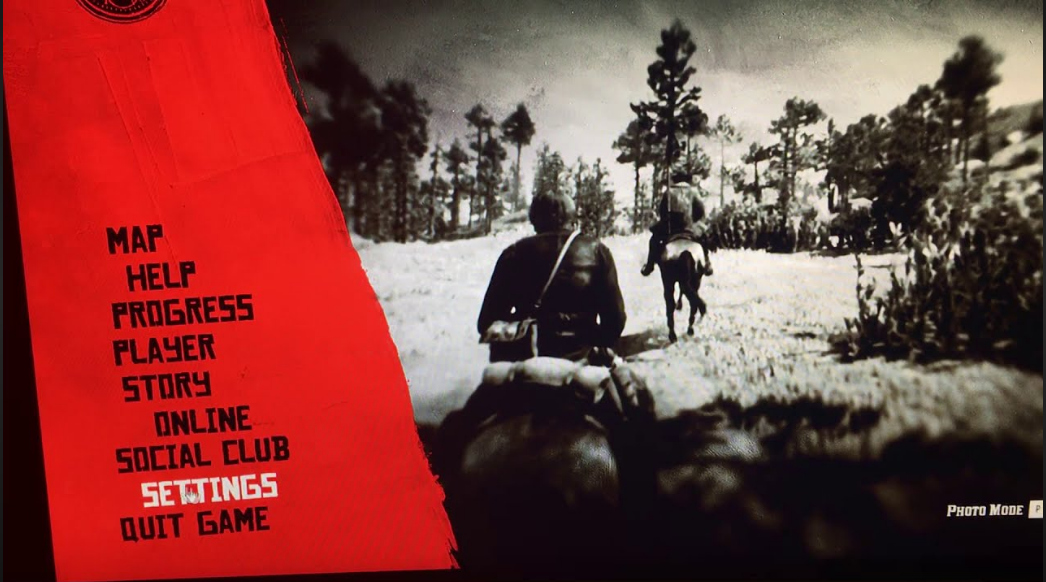 MAP
HELP
PROGRESS
PLAYER
STORY
ONLINE
SOCIAL CLUB
SETTINGS
QUIT GAME
PHOTO MODE P